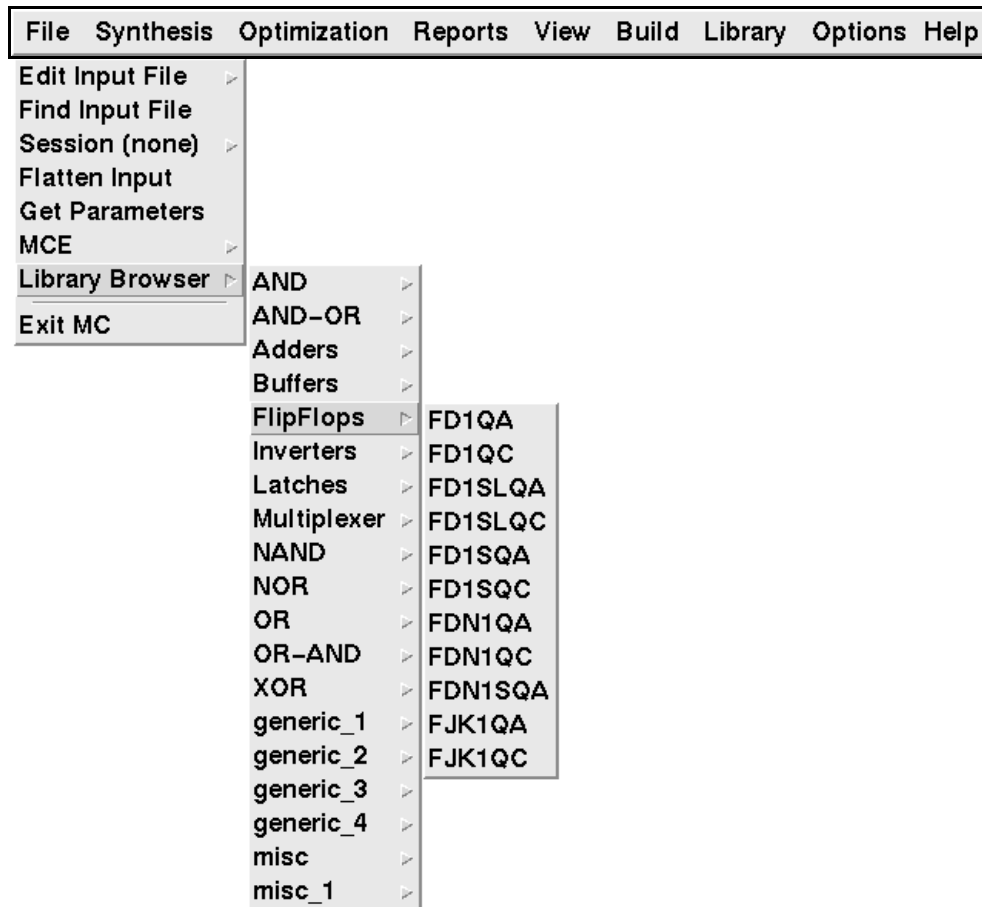 File Synthesis Optimization Reports View Build Library Options Help
Edit Input File
Find Input File
Session (none)
Flatten Input
Get Parameters
MCE
Library Browser
Exit MC
AND
AND-OR
Adders
Buffers
FlipFlops
Inverters
Latches
Multiplexer
NAND
NOR
OR
OR-AND
XOR
generic_1
generic_2
generic_3
generic_4
misc
misc_1
FD1QA
FD1QC
FD1SLQA
FD1SLQC
FD1SQA
FD1SQC
FDN1QA
FDN1QC
FDN1SQA
FJK1QA
FJK1QC